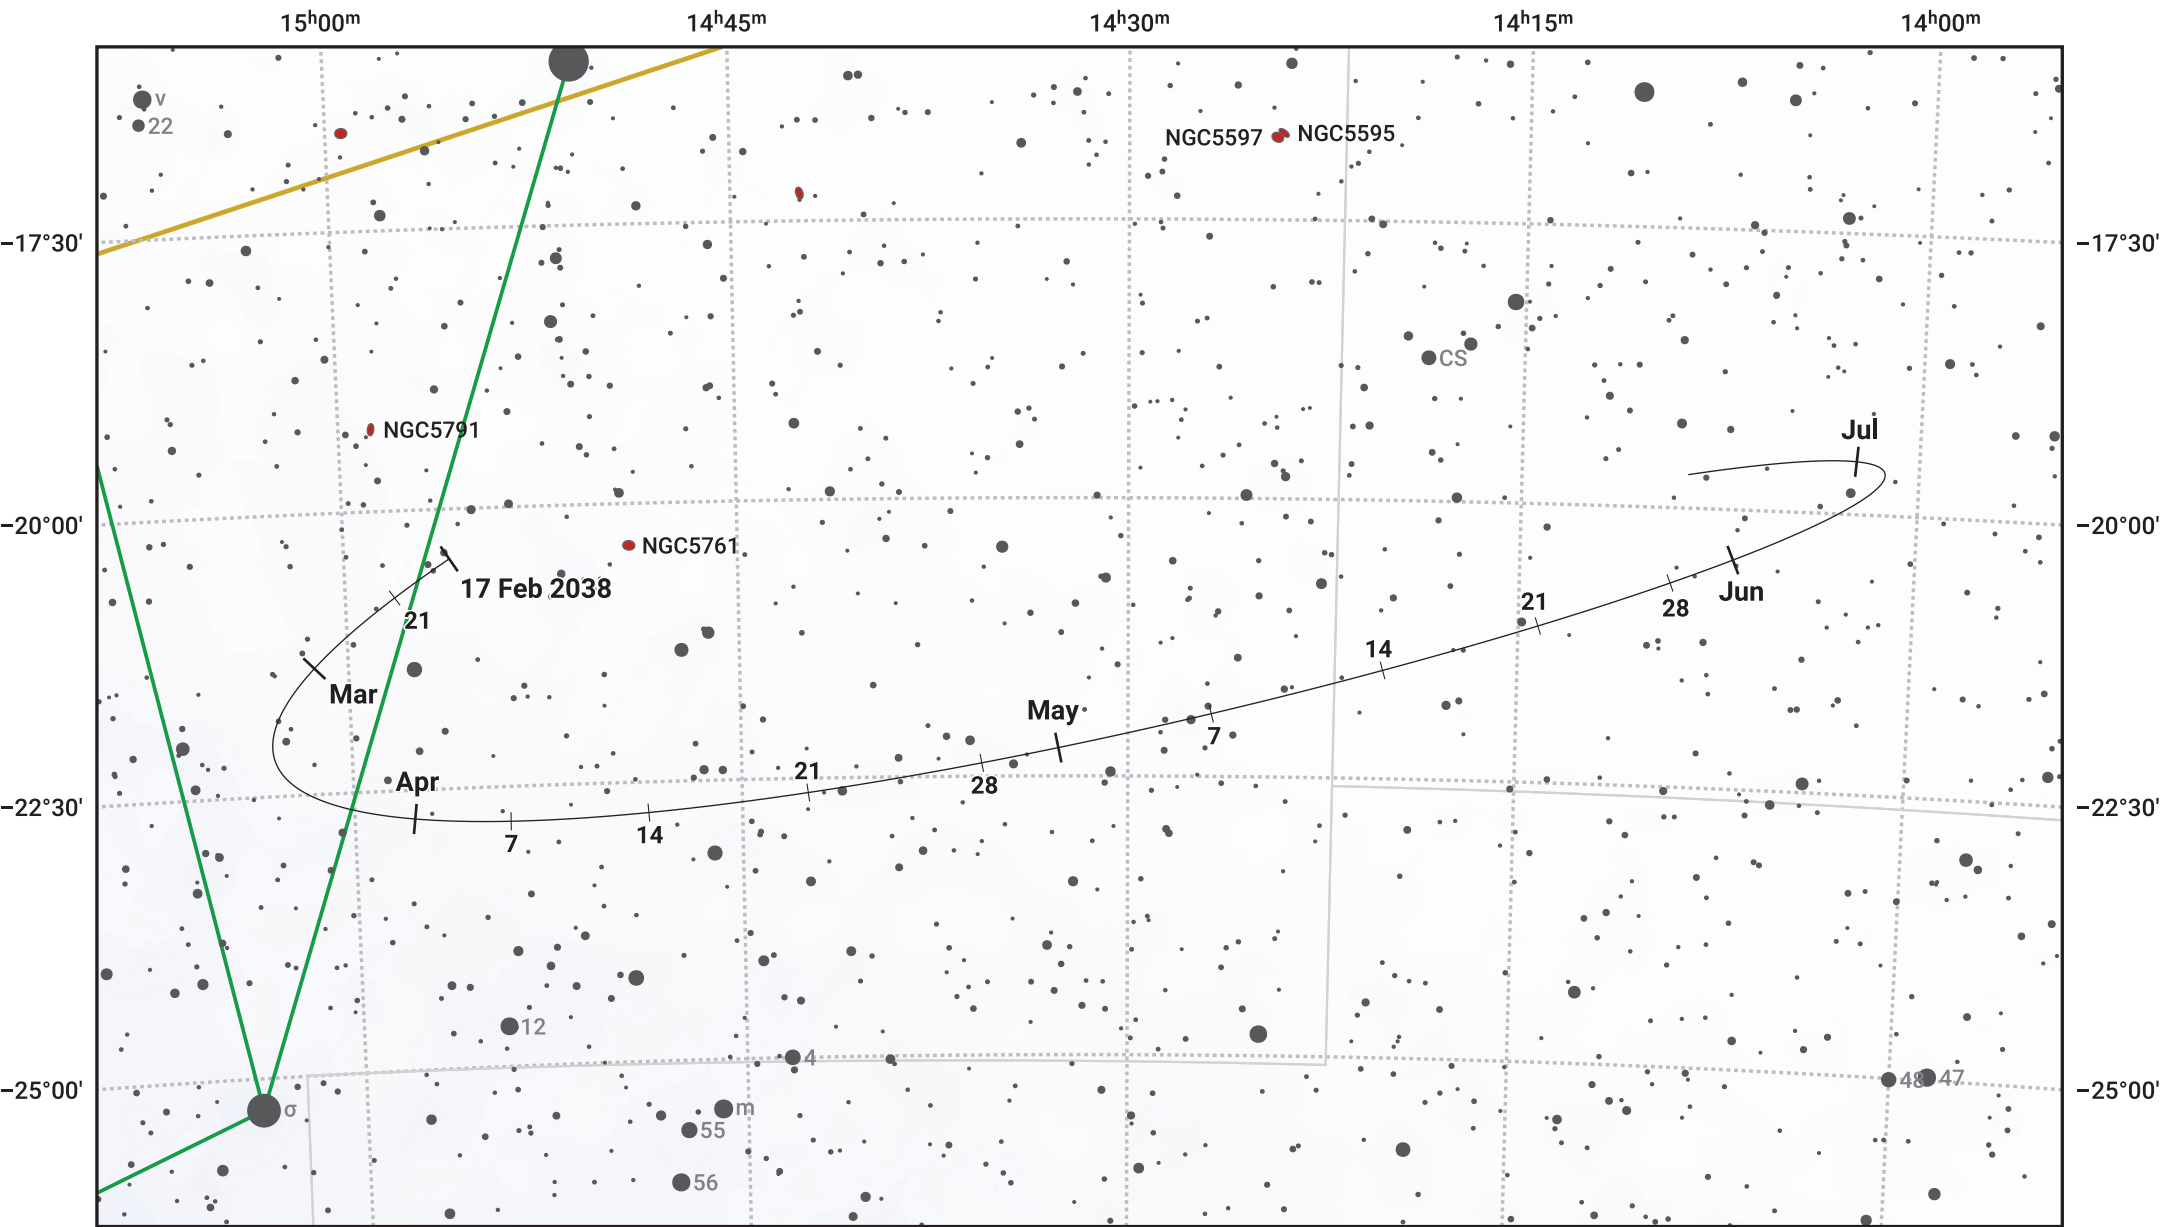 15ʰ00ᵐ 14ʰ45ᵐ 14ʰ30ᵐ 14ʰ15ᵐ 14ʰ00ᵐ
v
22
NGC5597 NGC5595
−17°30' −17°30'
CS
NGC5791
Jul
−20°00' −20°00'
NGC5761
17 Feb 2038
Jun
21
21
28
14
Mar
May
7
21
Apr
28
−22°30' −22°30'
7
14
12
4
−25°00' −25°00'
48 47
σ
m
55
56